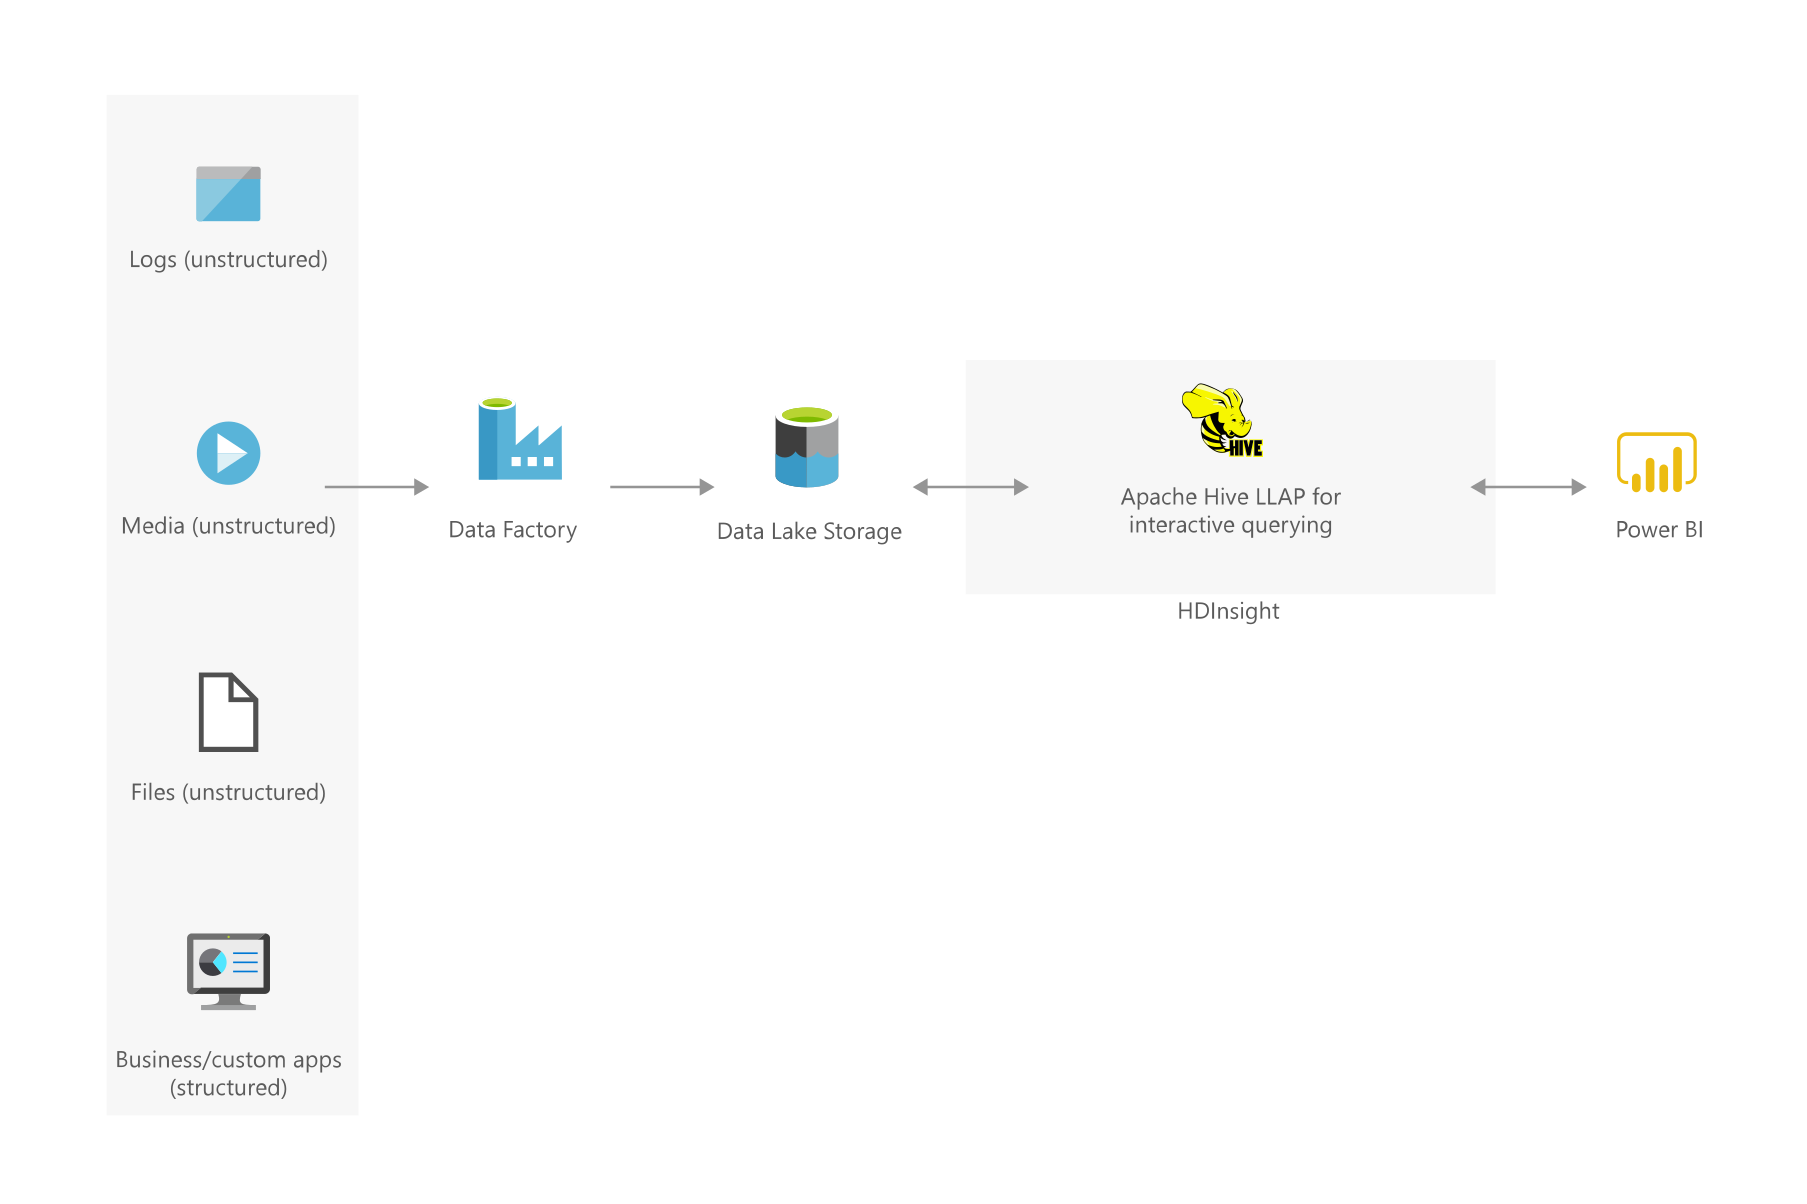 Logs (unstructured)
Media (unstructured)
Files (unstructured)
Business/custom apps
(structured)
Data Factory
Data Lake Storage
HIVE
Apache Hive LLAP for
interactive querying
HDInsight
Power BI